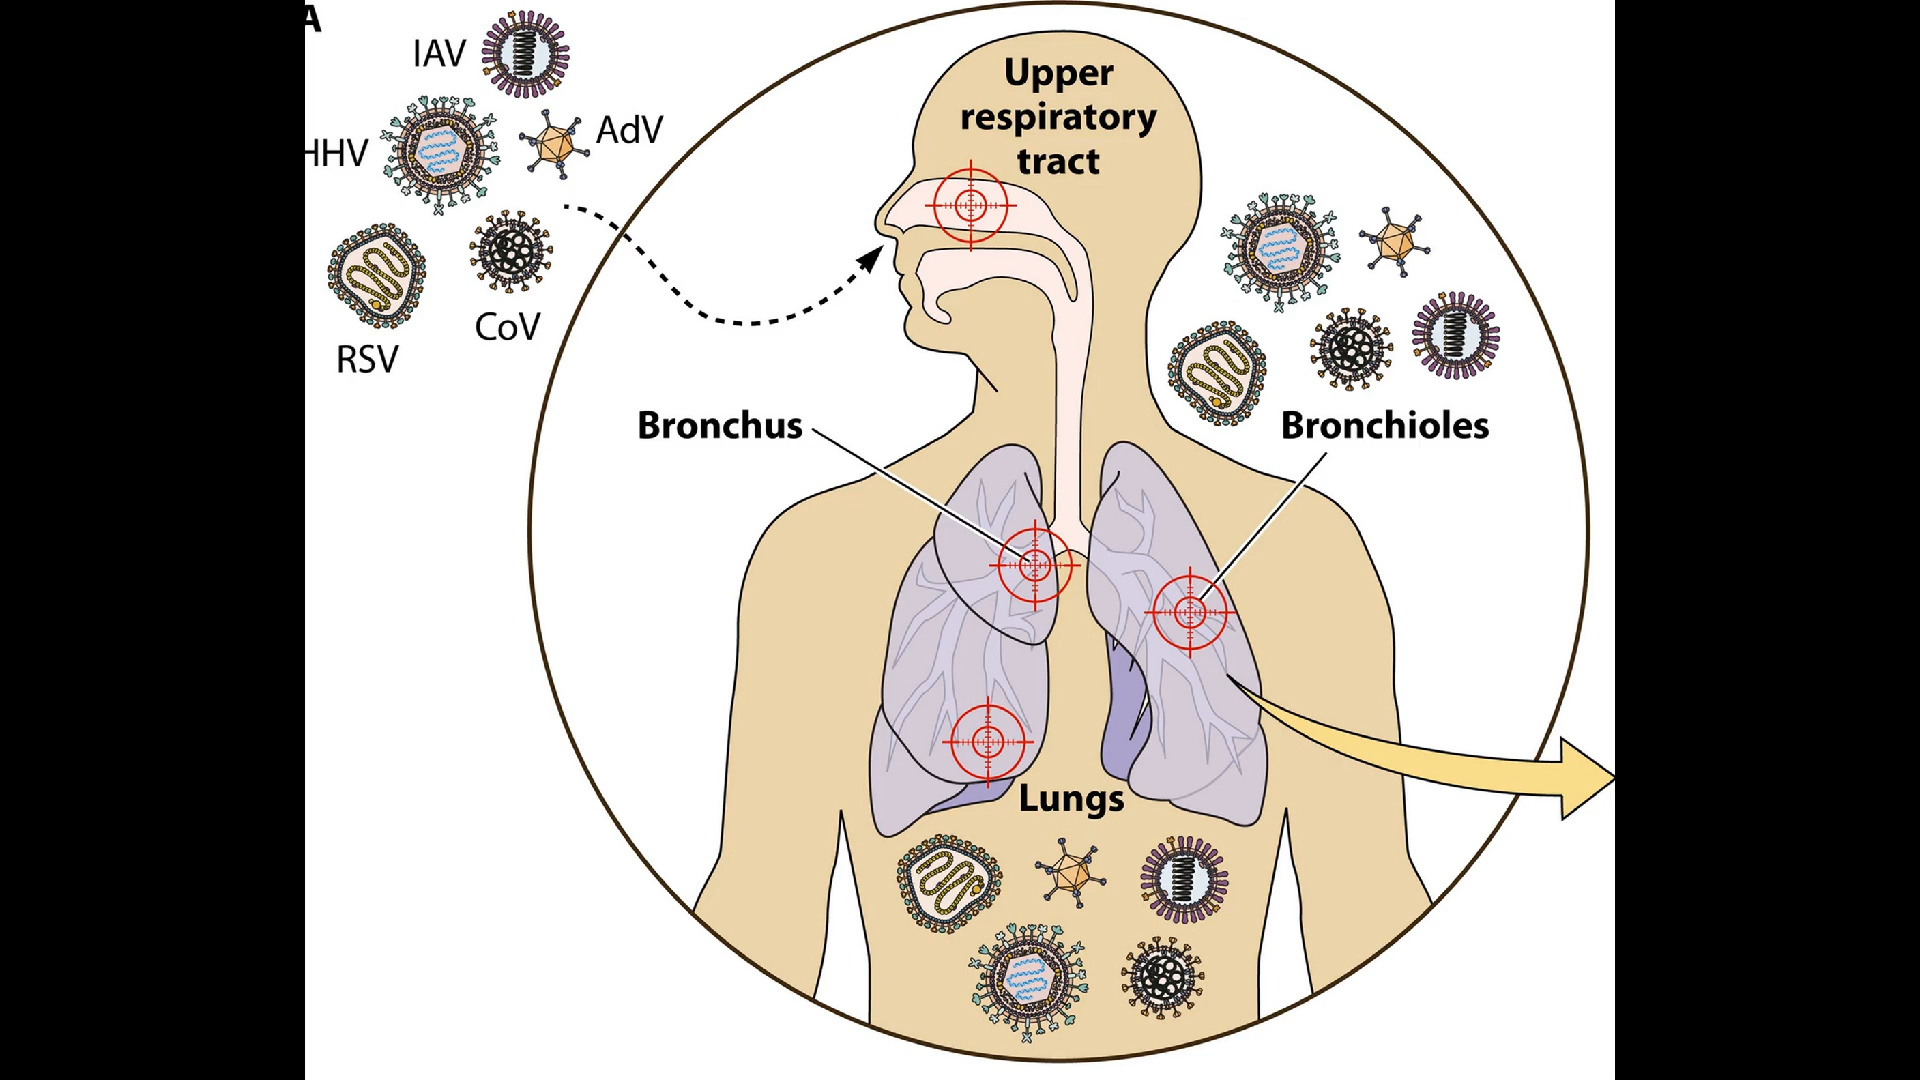 A
IAV
AdV
HHV
CoV
RSV
Upper
respiratory
tract
Bronchus
Bronchioles
Lungs